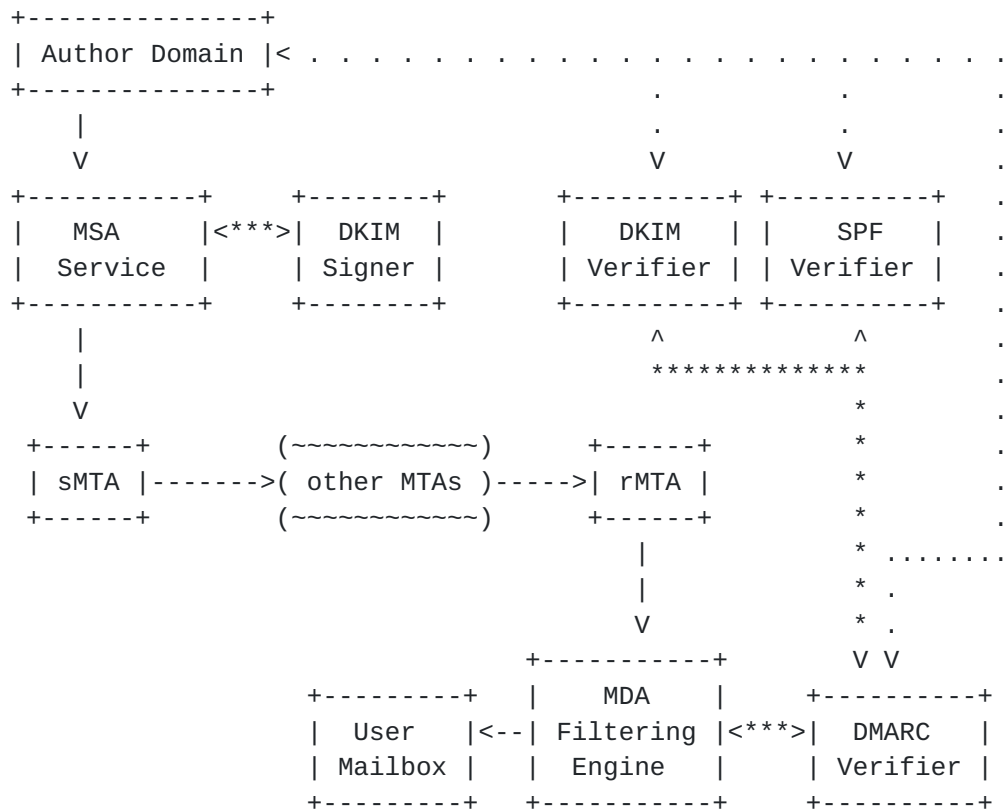 +---------------+
| Author Domain |< . . . . . . . . . . . . . . . . . . . . . . .
+---------------+                        .           .         .
    |                                    .           .         .
    V                                    V           V         .
+-----------+     +--------+       +----------+ +----------+   .
|   MSA     |<***>|  DKIM  |       |   DKIM   | |    SPF   |   .
|  Service  |     | Signer |       | Verifier | | Verifier |   .
+-----------+     +--------+       +----------+ +----------+   .
    |                                    ^            ^        .
    |                                    **************        .
    V                                                 *        .
 +------+        (~~~~~~~~~~~~)      +------+         *        .
 | sMTA |------->( other MTAs )----->| rMTA |         *        .
 +------+        (~~~~~~~~~~~~)      +------+         *        .
                                        |             * ........
                                        |             * .
                                        V             * .
                                 +-----------+        V V
                   +---------+   |    MDA    |     +----------+
                   |  User   |<--| Filtering |<***>|  DMARC   |
                   | Mailbox |   |  Engine   |     | Verifier |
                   +---------+   +-----------+     +----------+